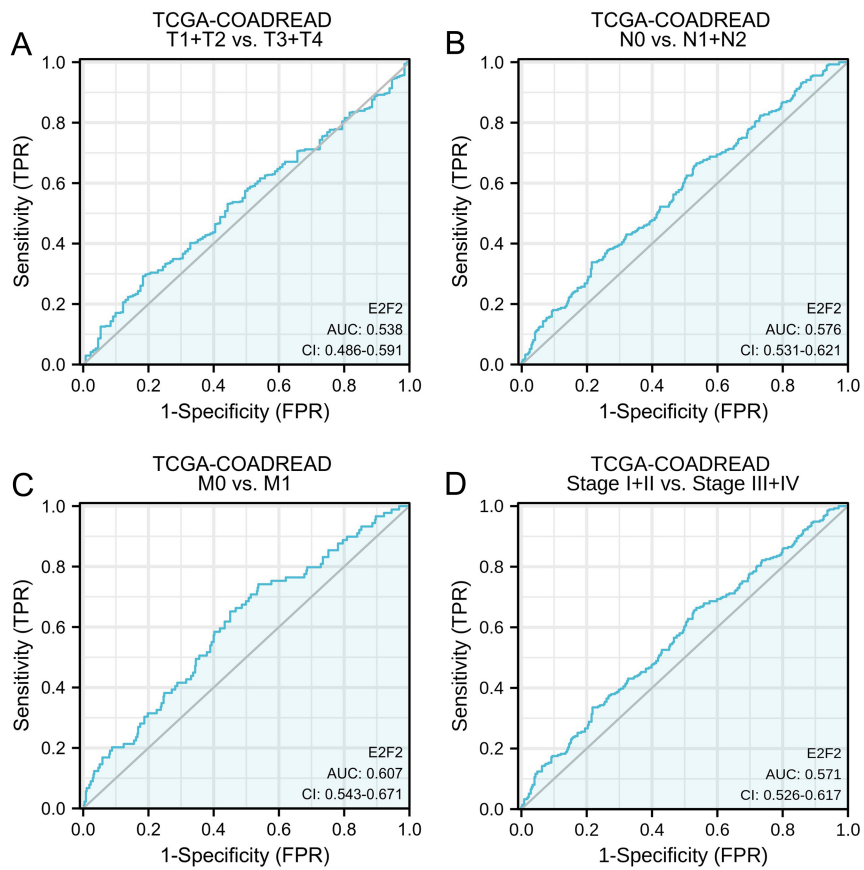 A
TCGA-COADREAD
T1+T2 vs. T3+T4
Sensitivity (TPR)
1.0
0.8
0.6
0.4
0.2
0.0
E2F2
AUC: 0.538
CI: 0.486-0.591
0.0 0.2 0.4 0.6 0.8 1.0
1-Specificity (FPR)
B
TCGA-COADREAD
N0 vs. N1+N2
Sensitivity (TPR)
1.0
0.8
0.6
0.4
0.2
0.0
E2F2
AUC: 0.576
CI: 0.531-0.621
0.0 0.2 0.4 0.6 0.8 1.0
1-Specificity (FPR)
C
TCGA-COADREAD
M0 vs. M1
Sensitivity (TPR)
1.0
0.8
0.6
0.4
0.2
0.0
E2F2
AUC: 0.607
CI: 0.543-0.671
0.0 0.2 0.4 0.6 0.8 1.0
1-Specificity (FPR)
D
TCGA-COADREAD
Stage I+II vs. Stage III+IV
Sensitivity (TPR)
1.0
0.8
0.6
0.4
0.2
0.0
E2F2
AUC: 0.571
CI: 0.526-0.617
0.0 0.2 0.4 0.6 0.8 1.0
1-Specificity (FPR)